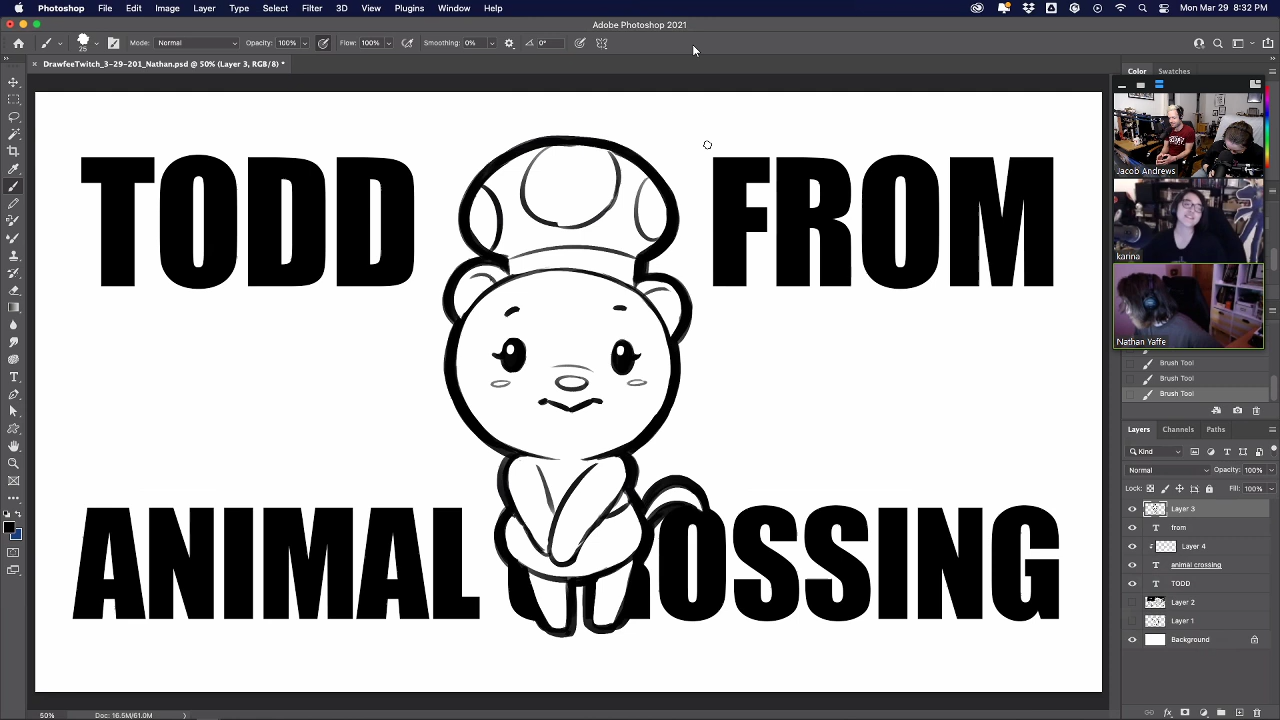 Photoshop File Edit Image Layer Type Select Filter 3D View Plugins Window Help Mon Mar 29 8:32 PM
Adobe Photoshop 2021
25 Mode: Normal Opacity: 100% Flow: 100% Smoothing: 0% 0°
DrawfeeTwitch_3-29-201_Nathan.psd @ 50% (Layer 3, RGB/8) *
Color Swatches
TODD FROM
ANIMAL C OSSING
Jacob Andrews
karina
Nathan Yaffe
Brush Tool
Brush Tool
Brush Tool
Layers Channels Paths
Kind
Normal Opacity: 100%
Lock: Fill: 100%
Layer 3
from
Layer 4
animal crossing
TODD
Layer 2
Layer 1
Background
50% Doc: 16.5M/61.0M